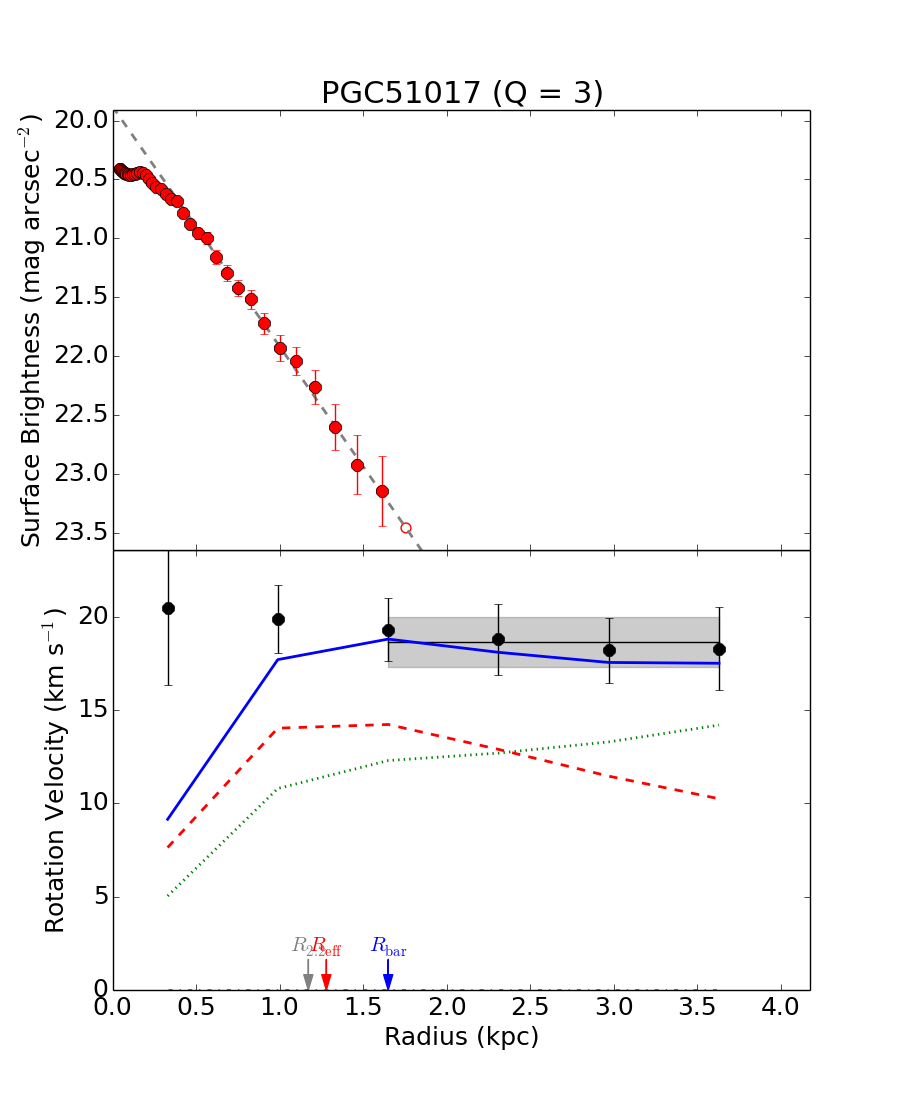 PGC51017 (Q = 3)
Surface Brightness (mag arcsec⁻²)
20.0
20.5
21.0
21.5
22.0
22.5
23.0
23.5
Rotation Velocity (km s⁻¹)
20
15
10
5
0
R2.2
Reff
Rbar
0.0 0.5 1.0 1.5 2.0 2.5 3.0 3.5 4.0
Radius (kpc)